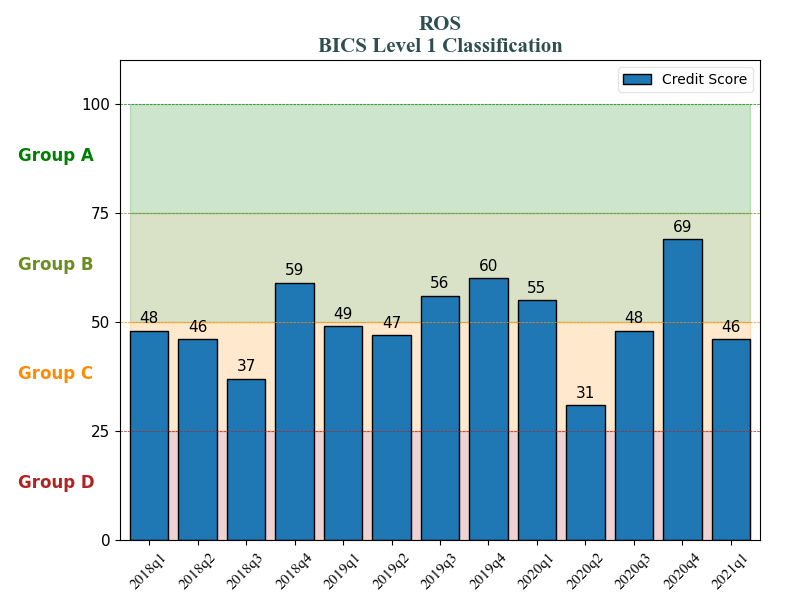 ROS
BICS Level 1 Classification
Credit Score
100
Group A
75
69
Group B
59
60
56
55
50
48
46
49
47
48
46
37
Group C
31
25
Group D
0
2018q1
2018q2
2018q3
2018q4
2019q1
2019q2
2019q3
2019q4
2020q1
2020q2
2020q3
2020q4
2021q1